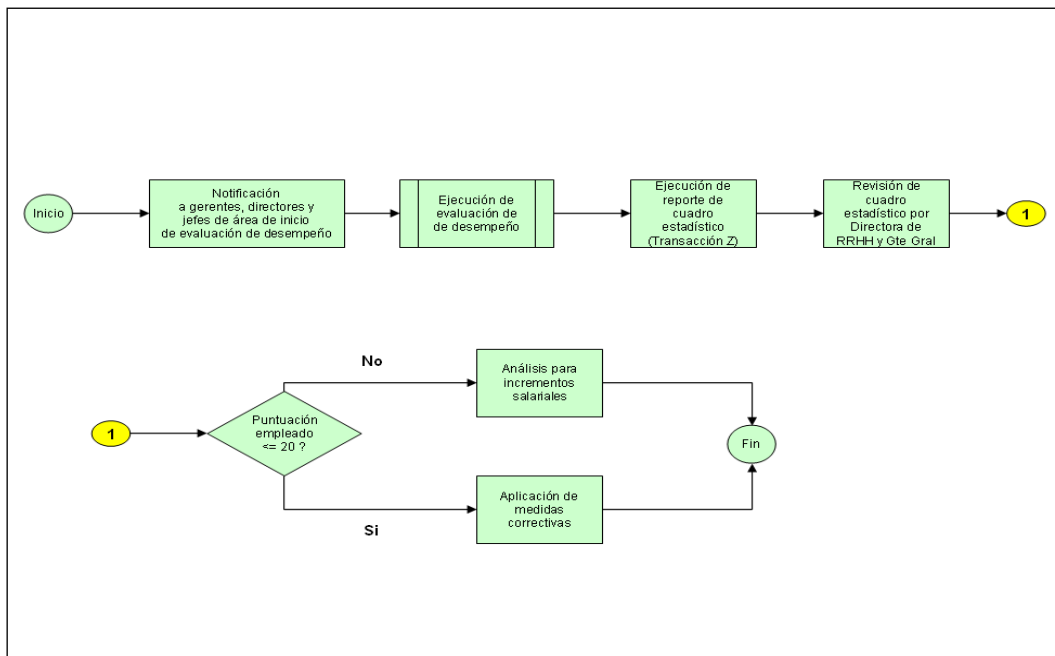 Inicio
Notificación
a gerentes, directores y
jefes de área de inicio
de evaluación de desempeño
Ejecución de
evaluación de
de desempeño
Ejecución de
reporte de
cuadro
estadístico
(Transacción Z)
Revisión de
cuadro
estadístico por
Directora de
RRHH y Gte Gral
1
1
Puntuación
empleado
<= 20 ?
No
Análisis para
incrementos
salariales
Si
Aplicación de
medidas
correctivas
Fin